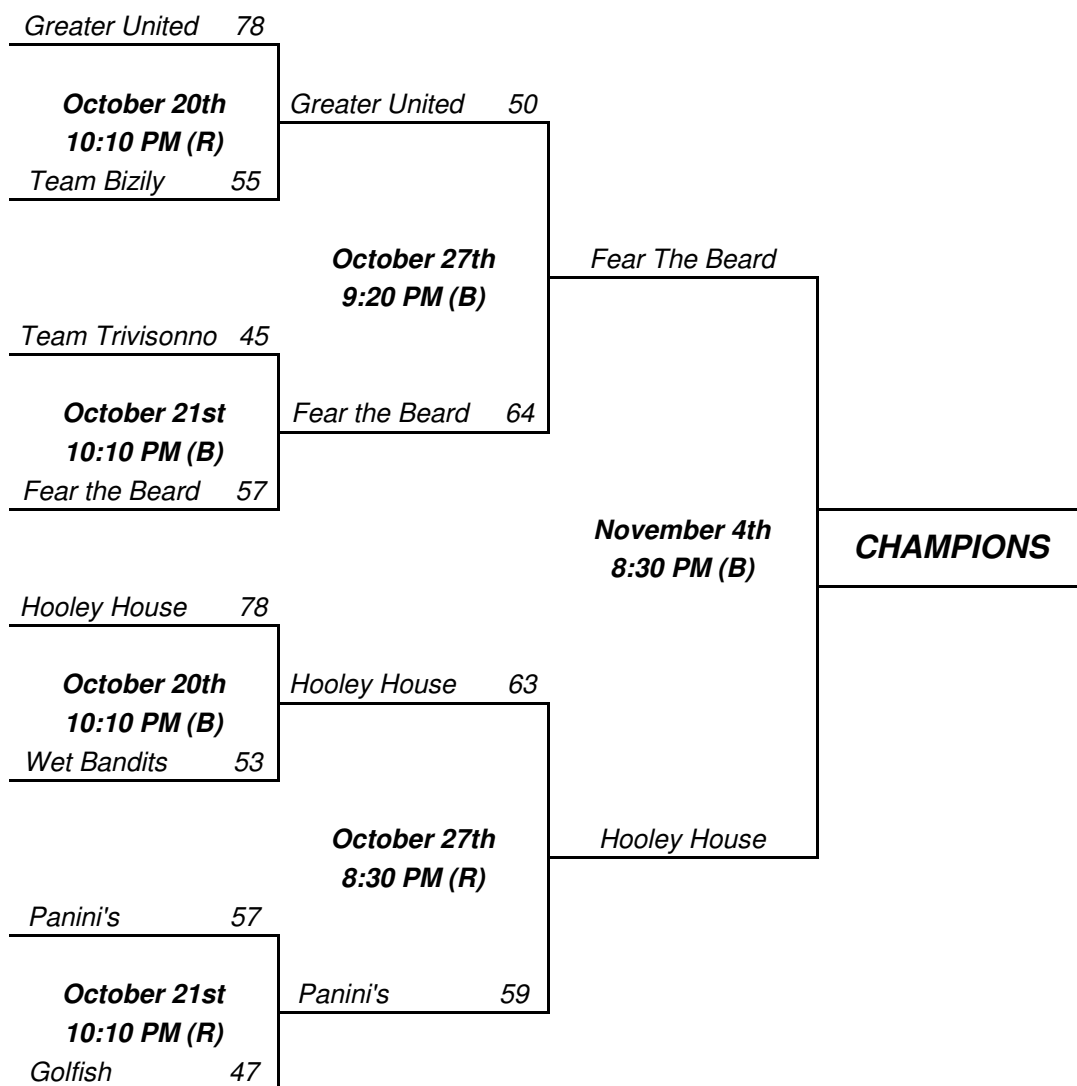 Greater United 78
October 20th
10:10 PM (R)
Team Bizily 55
Greater United 50
October 27th
9:20 PM (B)
Team Trivisonno 45
October 21st
10:10 PM (B)
Fear the Beard 57
Fear the Beard 64
Fear The Beard
November 4th
8:30 PM (B)
CHAMPIONS
Hooley House 78
October 20th
10:10 PM (B)
Wet Bandits 53
Hooley House 63
October 27th
8:30 PM (R)
Hooley House
Panini's 57
October 21st
10:10 PM (R)
Golfish 47
Panini's 59